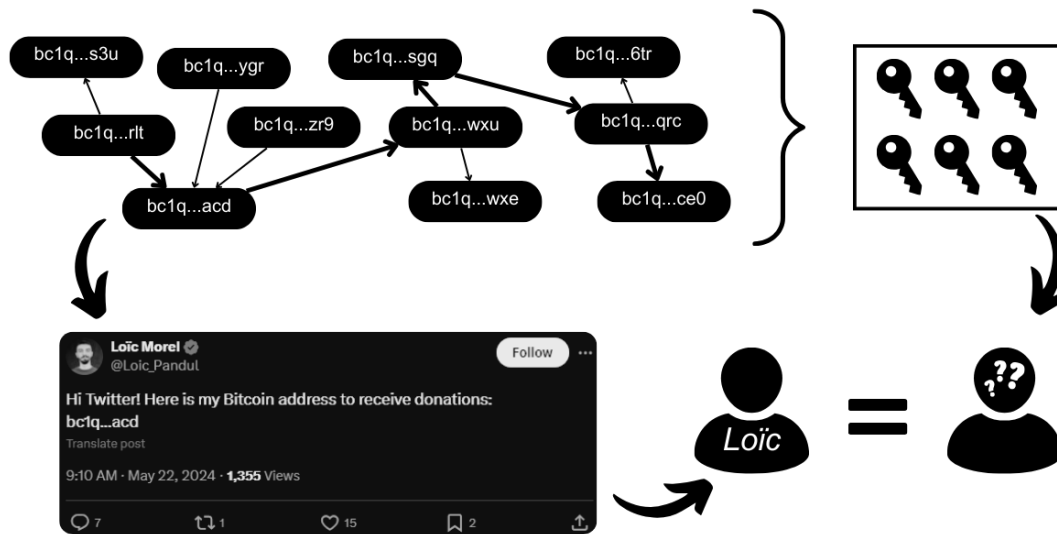 bc1q...s3u
bc1q...ygr
bc1q...sgq
bc1q...6tr
bc1q...rlt
bc1q...zr9
bc1q...wxu
bc1q...qrc
bc1q...acd
bc1q...wxe
bc1q...ce0
Loïc Morel
@Loic_Pandul
Follow
Hi Twitter! Here is my Bitcoin address to receive donations:
bc1q...acd
Translate post
9:10 AM · May 22, 2024 · 1,355 Views
7
1
15
2
Loïc
=
???